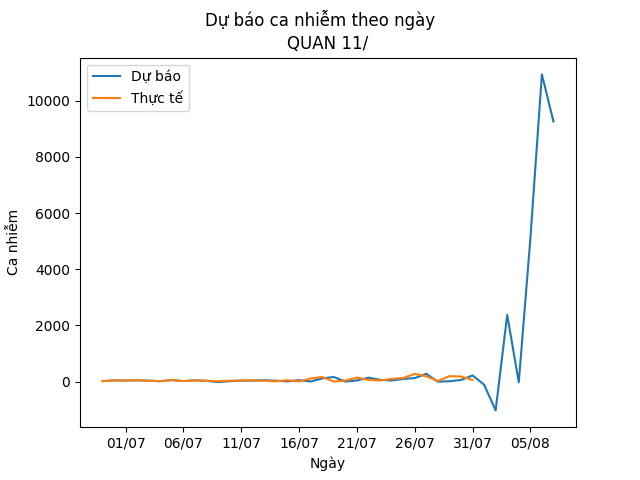 Dự báo ca nhiễm theo ngày
QUAN 11/
Dự báo
Thực tế
10000
8000
6000
4000
2000
0
Ca nhiễm
01/07
06/07
11/07
16/07
21/07
26/07
31/07
05/08
Ngày